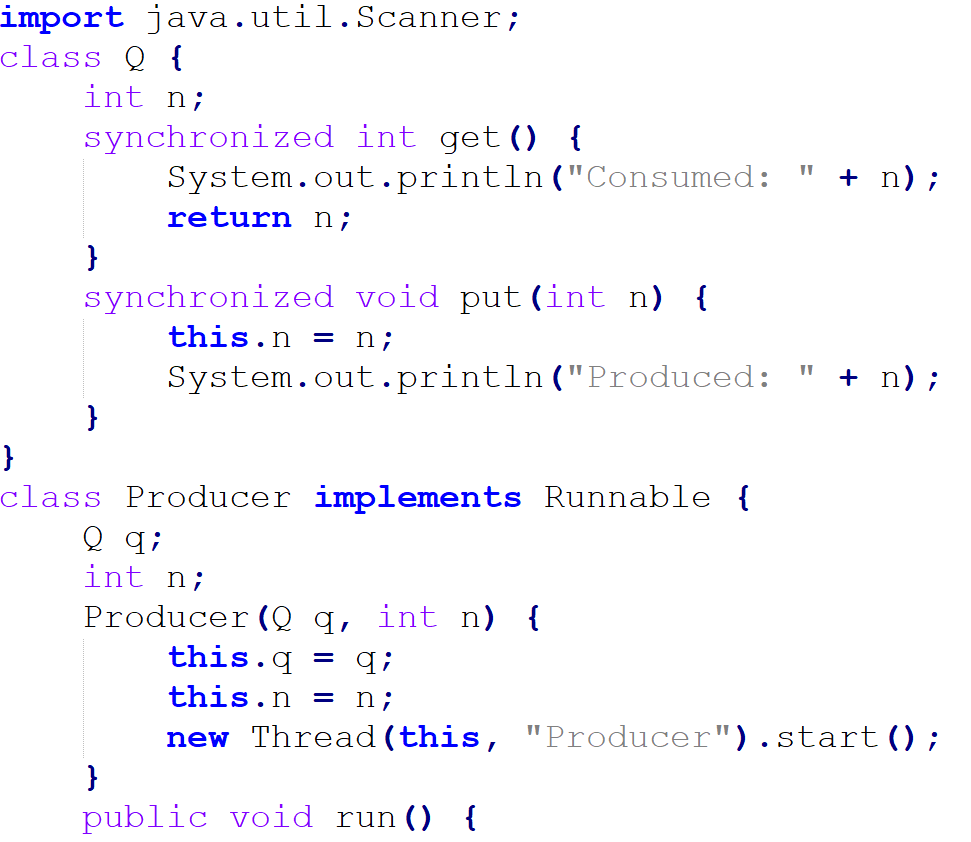 import java.util.Scanner;
class Q {
    int n;
    synchronized int get() {
        System.out.println("Consumed: " + n);
        return n;
    }
    synchronized void put(int n) {
        this.n = n;
        System.out.println("Produced: " + n);
    }
}
class Producer implements Runnable {
    Q q;
    int n;
    Producer(Q q, int n) {
        this.q = q;
        this.n = n;
        new Thread(this, "Producer").start();
    }
    public void run() {